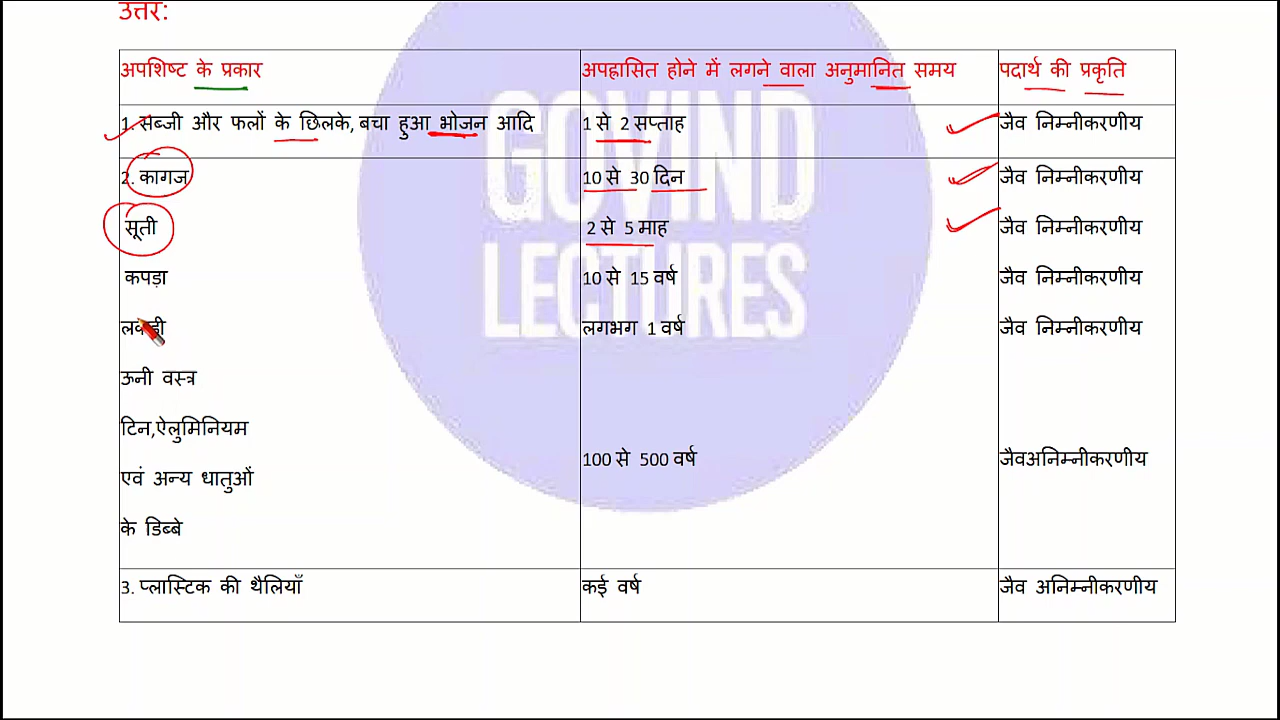 उत्तर:
अपशिष्ट के प्रकार अपह्रासित होने में लगने वाला अनुमानित समय पदार्थ की प्रकृति
1. सब्जी और फलों के छिलके, बचा हुआ भोजन आदि 1 से 2 सप्ताह जैव निम्नीकरणीय
2. कागज 10 से 30 दिन जैव निम्नीकरणीय
सूती 2 से 5 माह जैव निम्नीकरणीय
कपड़ा 10 से 15 वर्ष जैव निम्नीकरणीय
लकड़ी लगभग 1 वर्ष जैव निम्नीकरणीय
ऊनी वस्त्र
टिन,ऐलुमिनियम
100 से 500 वर्ष जैवअनिम्नीकरणीय
एवं अन्य धातुओं
के डिब्बे
3. प्लास्टिक की थैलियाँ कई वर्ष जैव अनिम्नीकरणीय
GOVIND
LECTURES